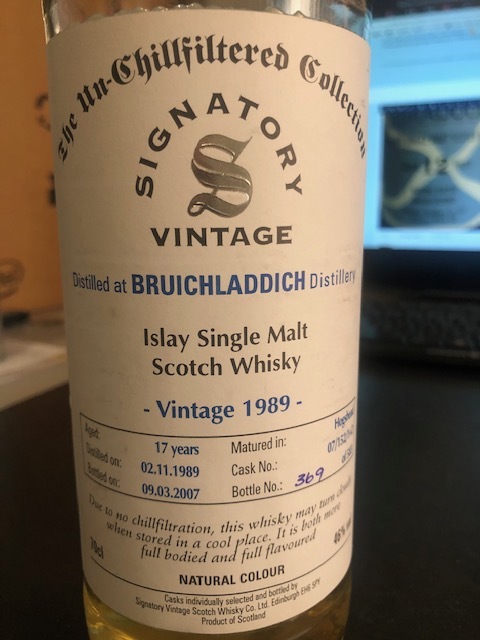 The Un-Chillfiltered Collection
SIGNATORY
S
VINTAGE
Distilled at BRUICHLADDICH Distillery
Islay Single Malt
Scotch Whisky
- Vintage 1989 -
Aged: 17 years Matured in: Hogshead
Distilled on: 02.11.1989 Cask No.:
Bottled on: 09.03.2007 Bottle No.: 369
Due to no chillfiltration, this whisky may turn cloudy
when stored in a cool place. It is both more
full bodied and full flavoured
70cl 46%
NATURAL COLOUR
Casks individually selected and bottled by
Signatory Vintage Scotch Whisky Co. Ltd. Edinburgh EH6 5PY
Product of Scotland